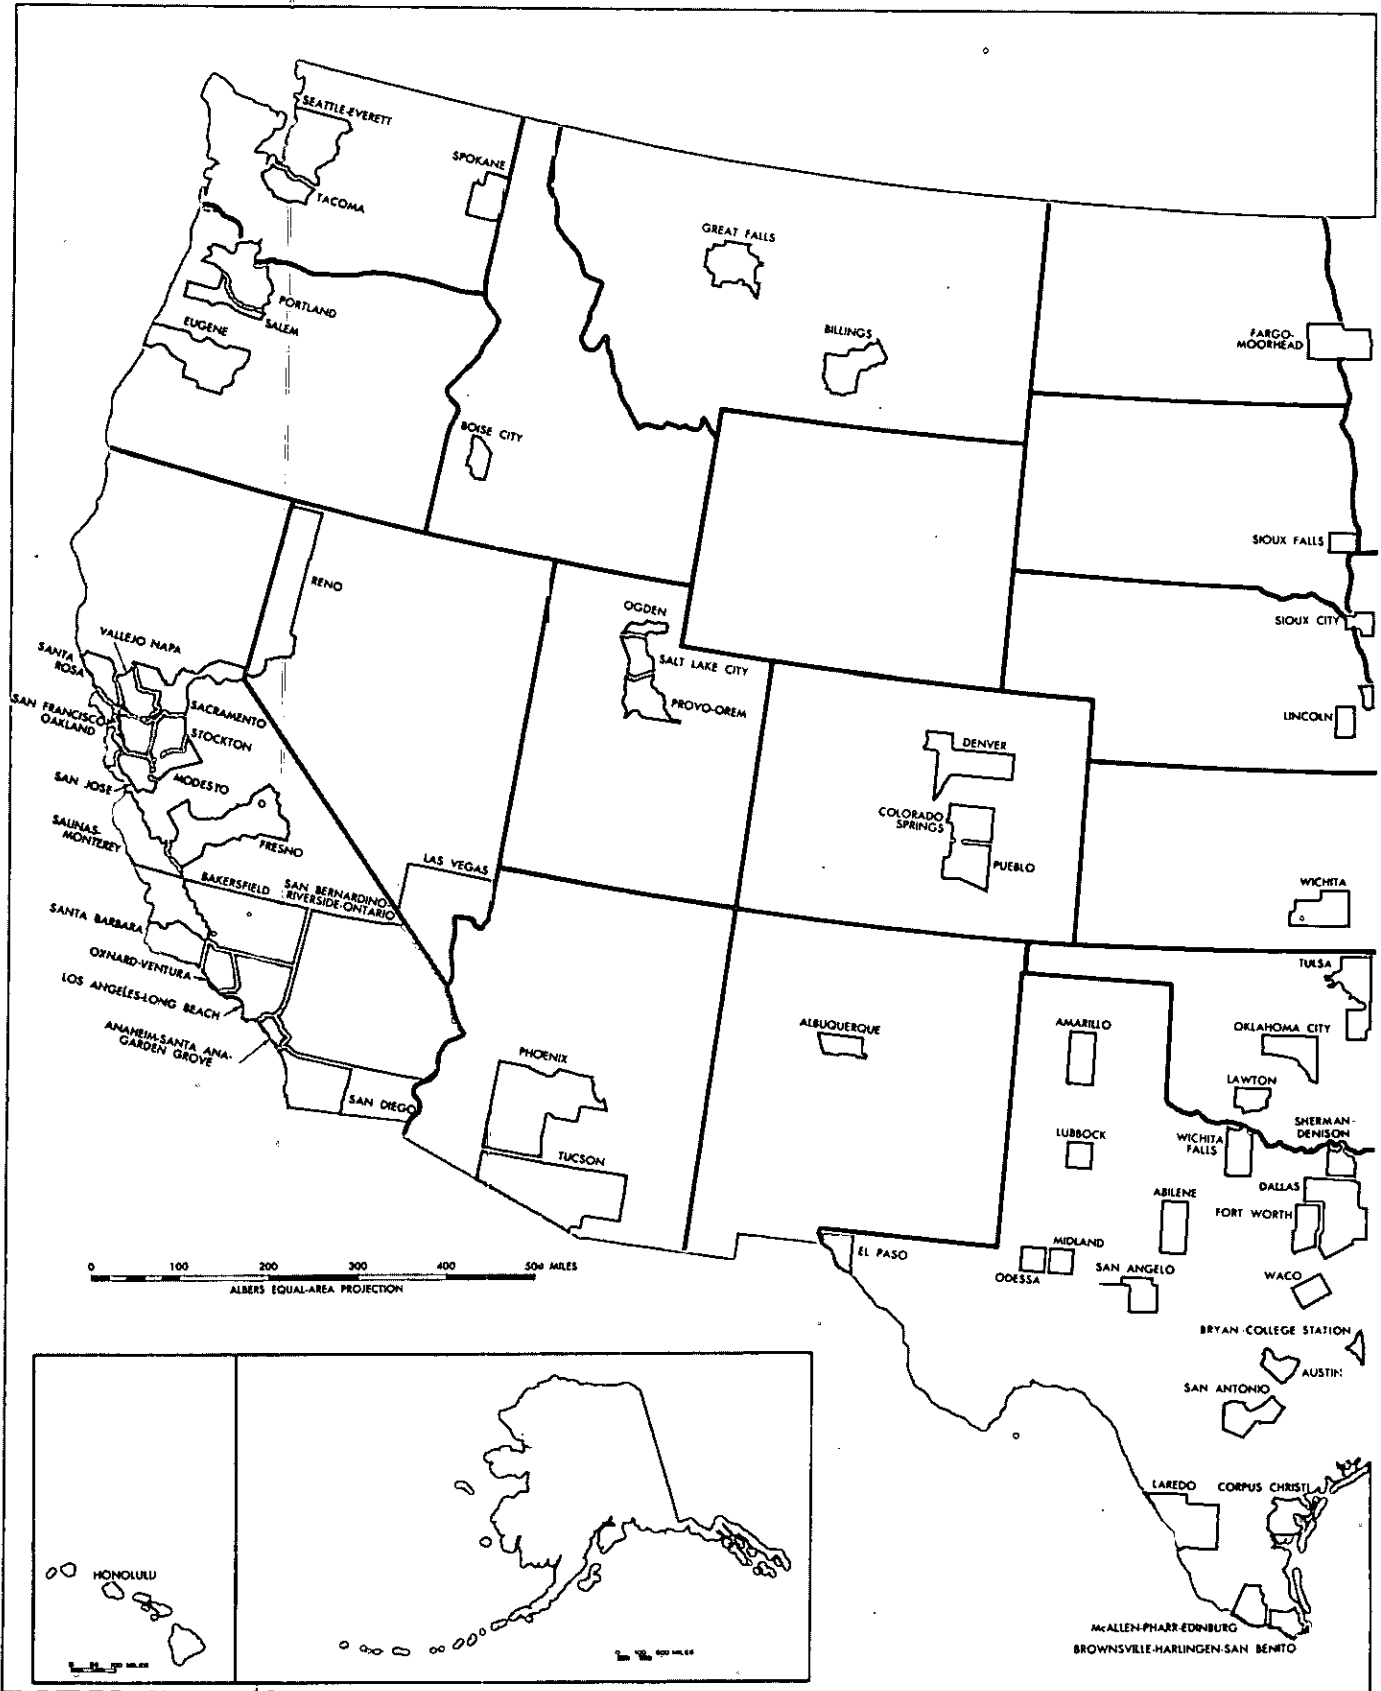 SEATTLE-EVERETT
SPOKANE
TACOMA
GREAT FALLS
PORTLAND
SALEM
EUGENE
BILLINGS
FARGO-
MOORHEAD
BOISE CITY
SIOUX FALLS
RENO
OGDEN
SIOUX CITY
VALLEJO NAPA
SANTA
ROSA
SALT LAKE CITY
SACRAMENTO
PROVO-OREM
SAN FRANCISCO
OAKLAND
LINCOLN
STOCKTON
DENVER
SAN JOSE
MODESTO
COLORADO
SPRINGS
SALINAS-
MONTEREY
FRESNO
PUEBLO
LAS VEGAS
BAKERSFIELD
SAN BERNARDINO-
RIVERSIDE-ONTARIO
WICHITA
SANTA BARBARA
OXNARD-VENTURA
TULSA
LOS ANGELES-LONG BEACH
ANAHEIM-SANTA ANA-
GARDEN GROVE
ALBUQUERQUE
AMARILLO
OKLAHOMA CITY
PHOENIX
LAWTON
SAN DIEGO
SHERMAN-
DENISON
LUBBOCK
WICHITA
FALLS
TUCSON
DALLAS
ABILENE
FORT WORTH
EL PASO
MIDLAND
ODESSA
SAN ANGELO
WACO
0 100 200 300 400 500 MILES
ALBERS EQUAL-AREA PROJECTION
BRYAN-COLLEGE STATION
AUSTIN
SAN ANTONIO
LAREDO
CORPUS CHRISTI
HONOLULU
McALLEN-PHARR-EDINBURG
BROWNSVILLE-HARLINGEN-SAN BENITO